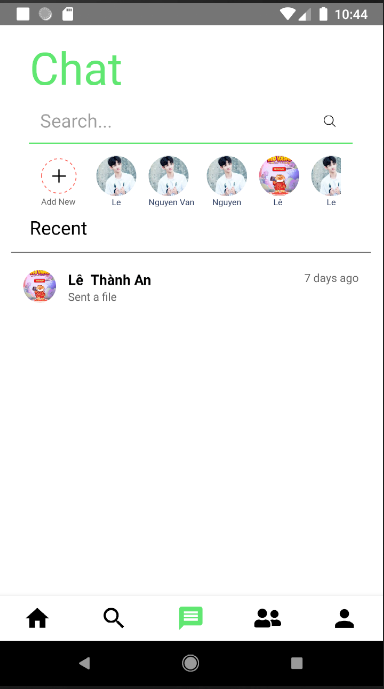 10:44
Chat
Search...
Add New
Le
Nguyen Van
Nguyen
Lê
Le
Recent
Lê Thành An
7 days ago
Sent a file